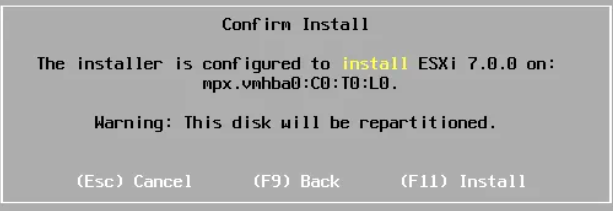 Confirm Install
The installer is configured to install ESXi 7.0.0 on:
mpx.vmhba0:C0:T0:L0.
Warning: This disk will be repartitioned.
(Esc) Cancel (F9) Back (F11) Install